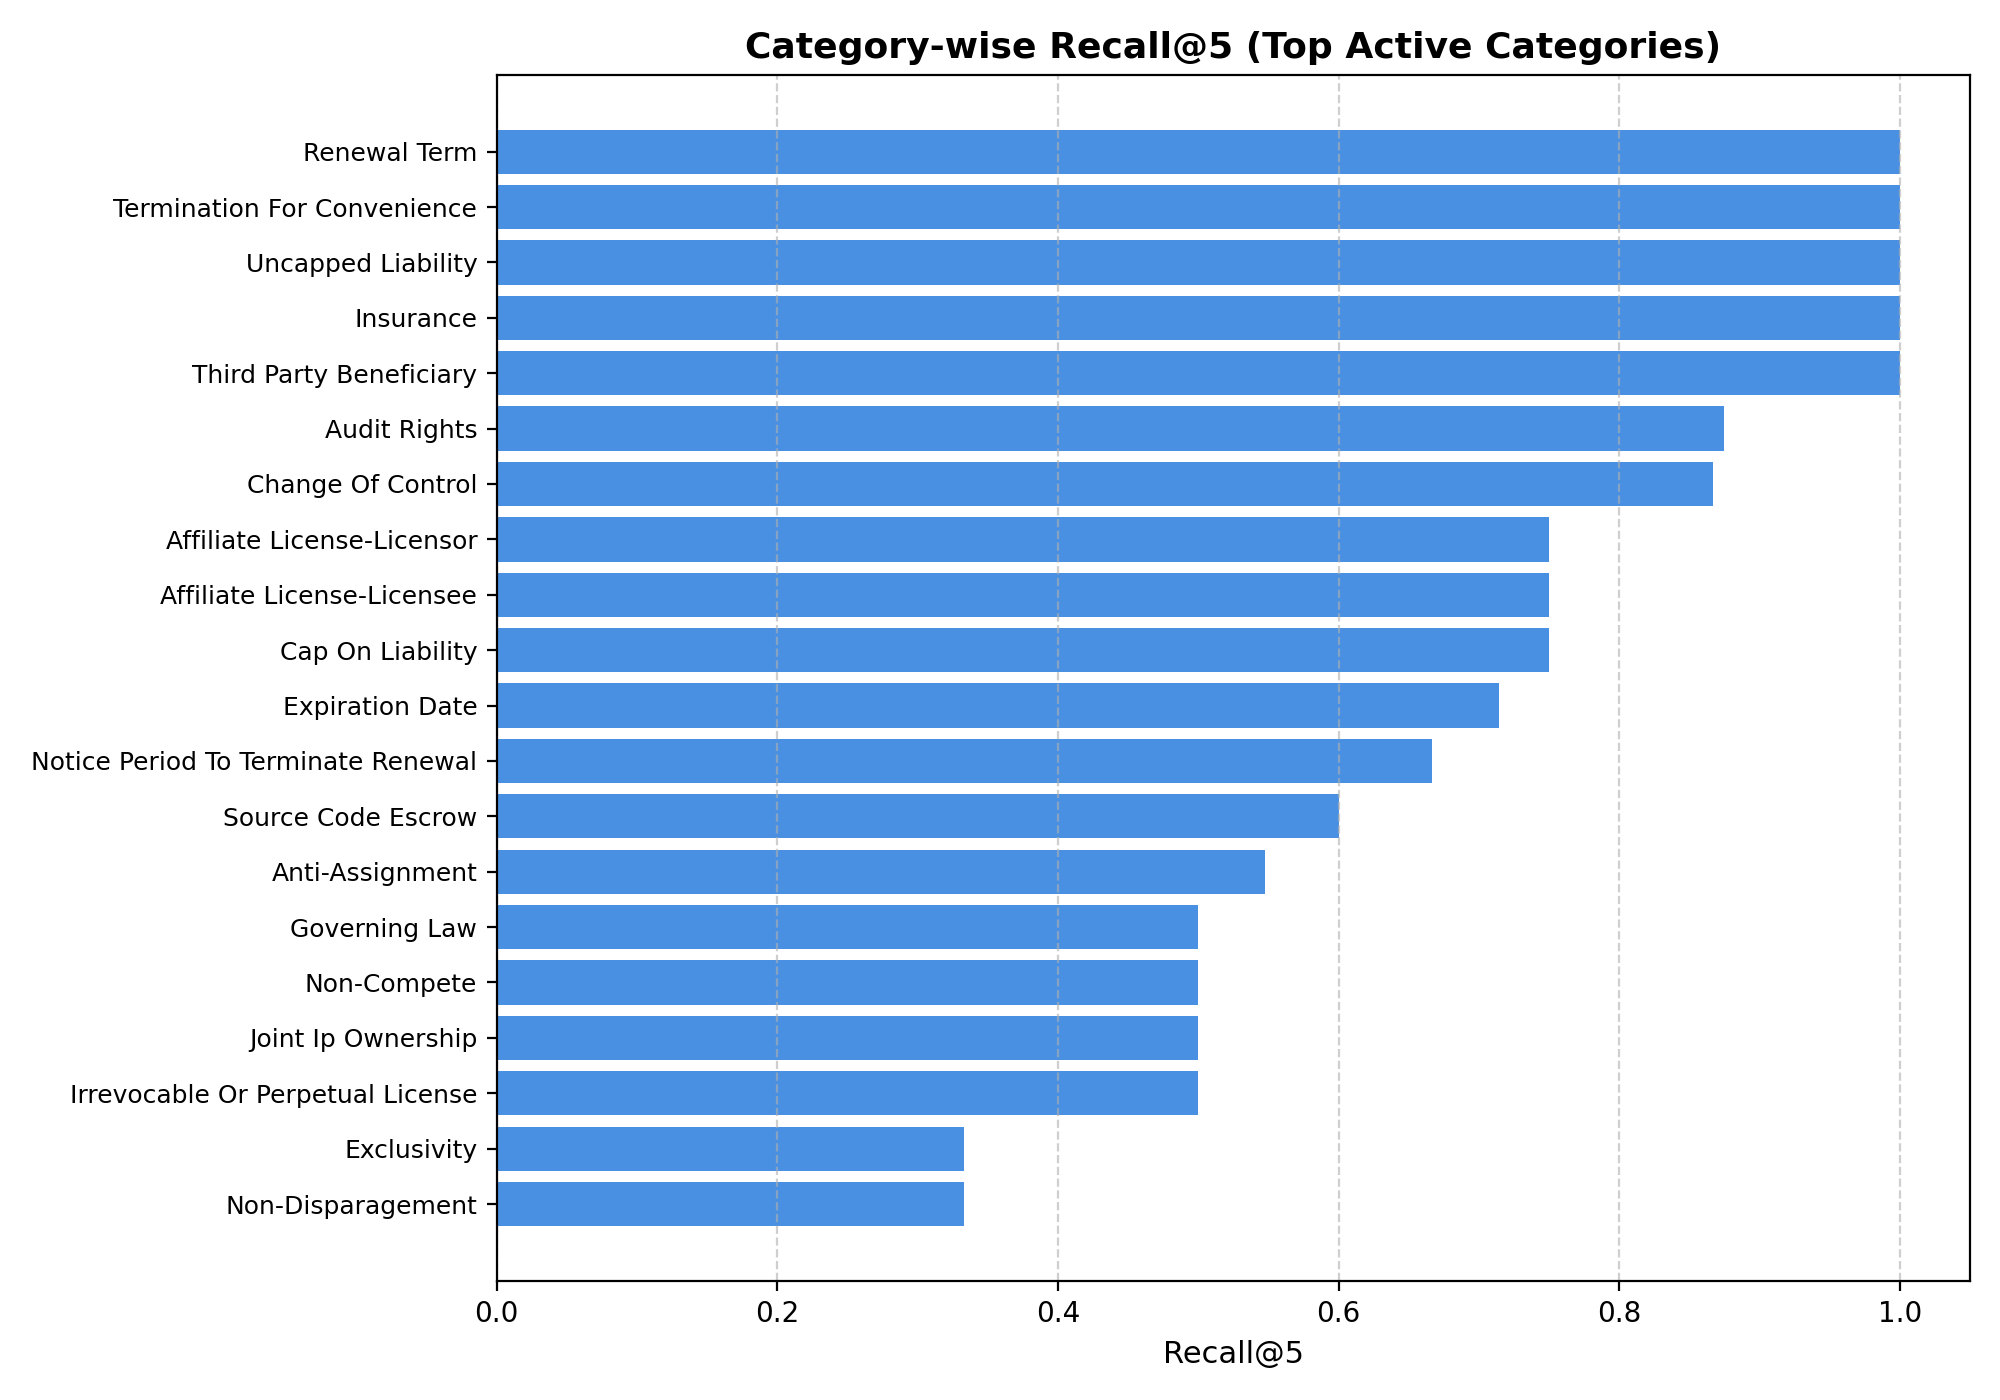 Category-wise Recall@5 (Top Active Categories)
Renewal Term
Termination For Convenience
Uncapped Liability
Insurance
Third Party Beneficiary
Audit Rights
Change Of Control
Affiliate License-Licensor
Affiliate License-Licensee
Cap On Liability
Expiration Date
Notice Period To Terminate Renewal
Source Code Escrow
Anti-Assignment
Governing Law
Non-Compete
Joint Ip Ownership
Irrevocable Or Perpetual License
Exclusivity
Non-Disparagement
0.0 0.2 0.4 0.6 0.8 1.0
Recall@5